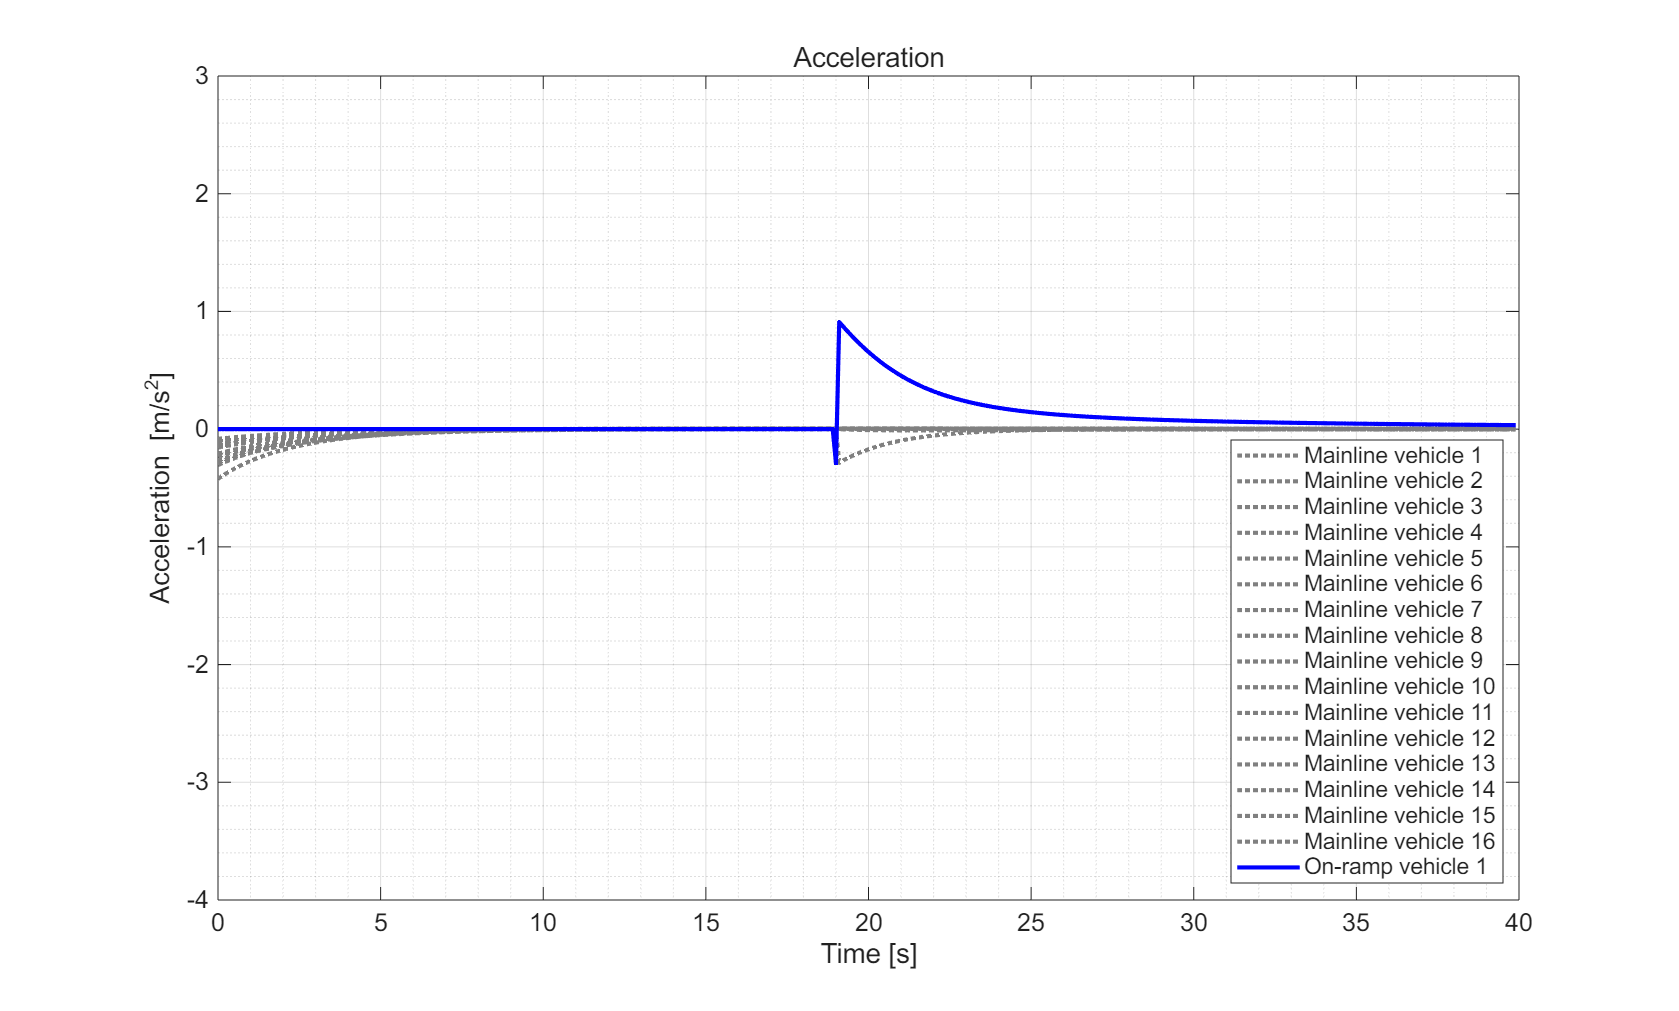 Acceleration
3
2
1
0
-1
-2
-3
-4
Acceleration [m/s²]
0 5 10 15 20 25 30 35 40
Time [s]
Mainline vehicle 1
Mainline vehicle 2
Mainline vehicle 3
Mainline vehicle 4
Mainline vehicle 5
Mainline vehicle 6
Mainline vehicle 7
Mainline vehicle 8
Mainline vehicle 9
Mainline vehicle 10
Mainline vehicle 11
Mainline vehicle 12
Mainline vehicle 13
Mainline vehicle 14
Mainline vehicle 15
Mainline vehicle 16
On-ramp vehicle 1